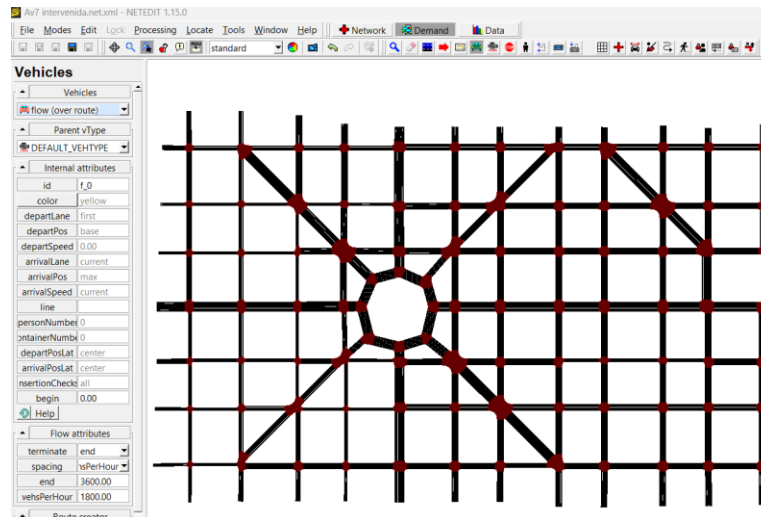 Av7 intervenida.net.xml - NETEDIT 1.15.0
File Modes Edit Lock Processing Locate Tools Window Help Network Demand Data
standard
Vehicles
Vehicles
flow (over route)
Parent vType
DEFAULT_VEHTYPE
Internal attributes
id f_0
color yellow
departLane first
departPos base
departSpeed 0.00
arrivalLane current
arrivalPos max
arrivalSpeed current
line
personNumber 0
ontainerNumbe 0
departPosLat center
arrivalPosLat center
nsertionChecks all
begin 0.00
Help
Flow attributes
terminate end
spacing nsPerHour
end 3600.00
vehsPerHour 1800.00
Route creator